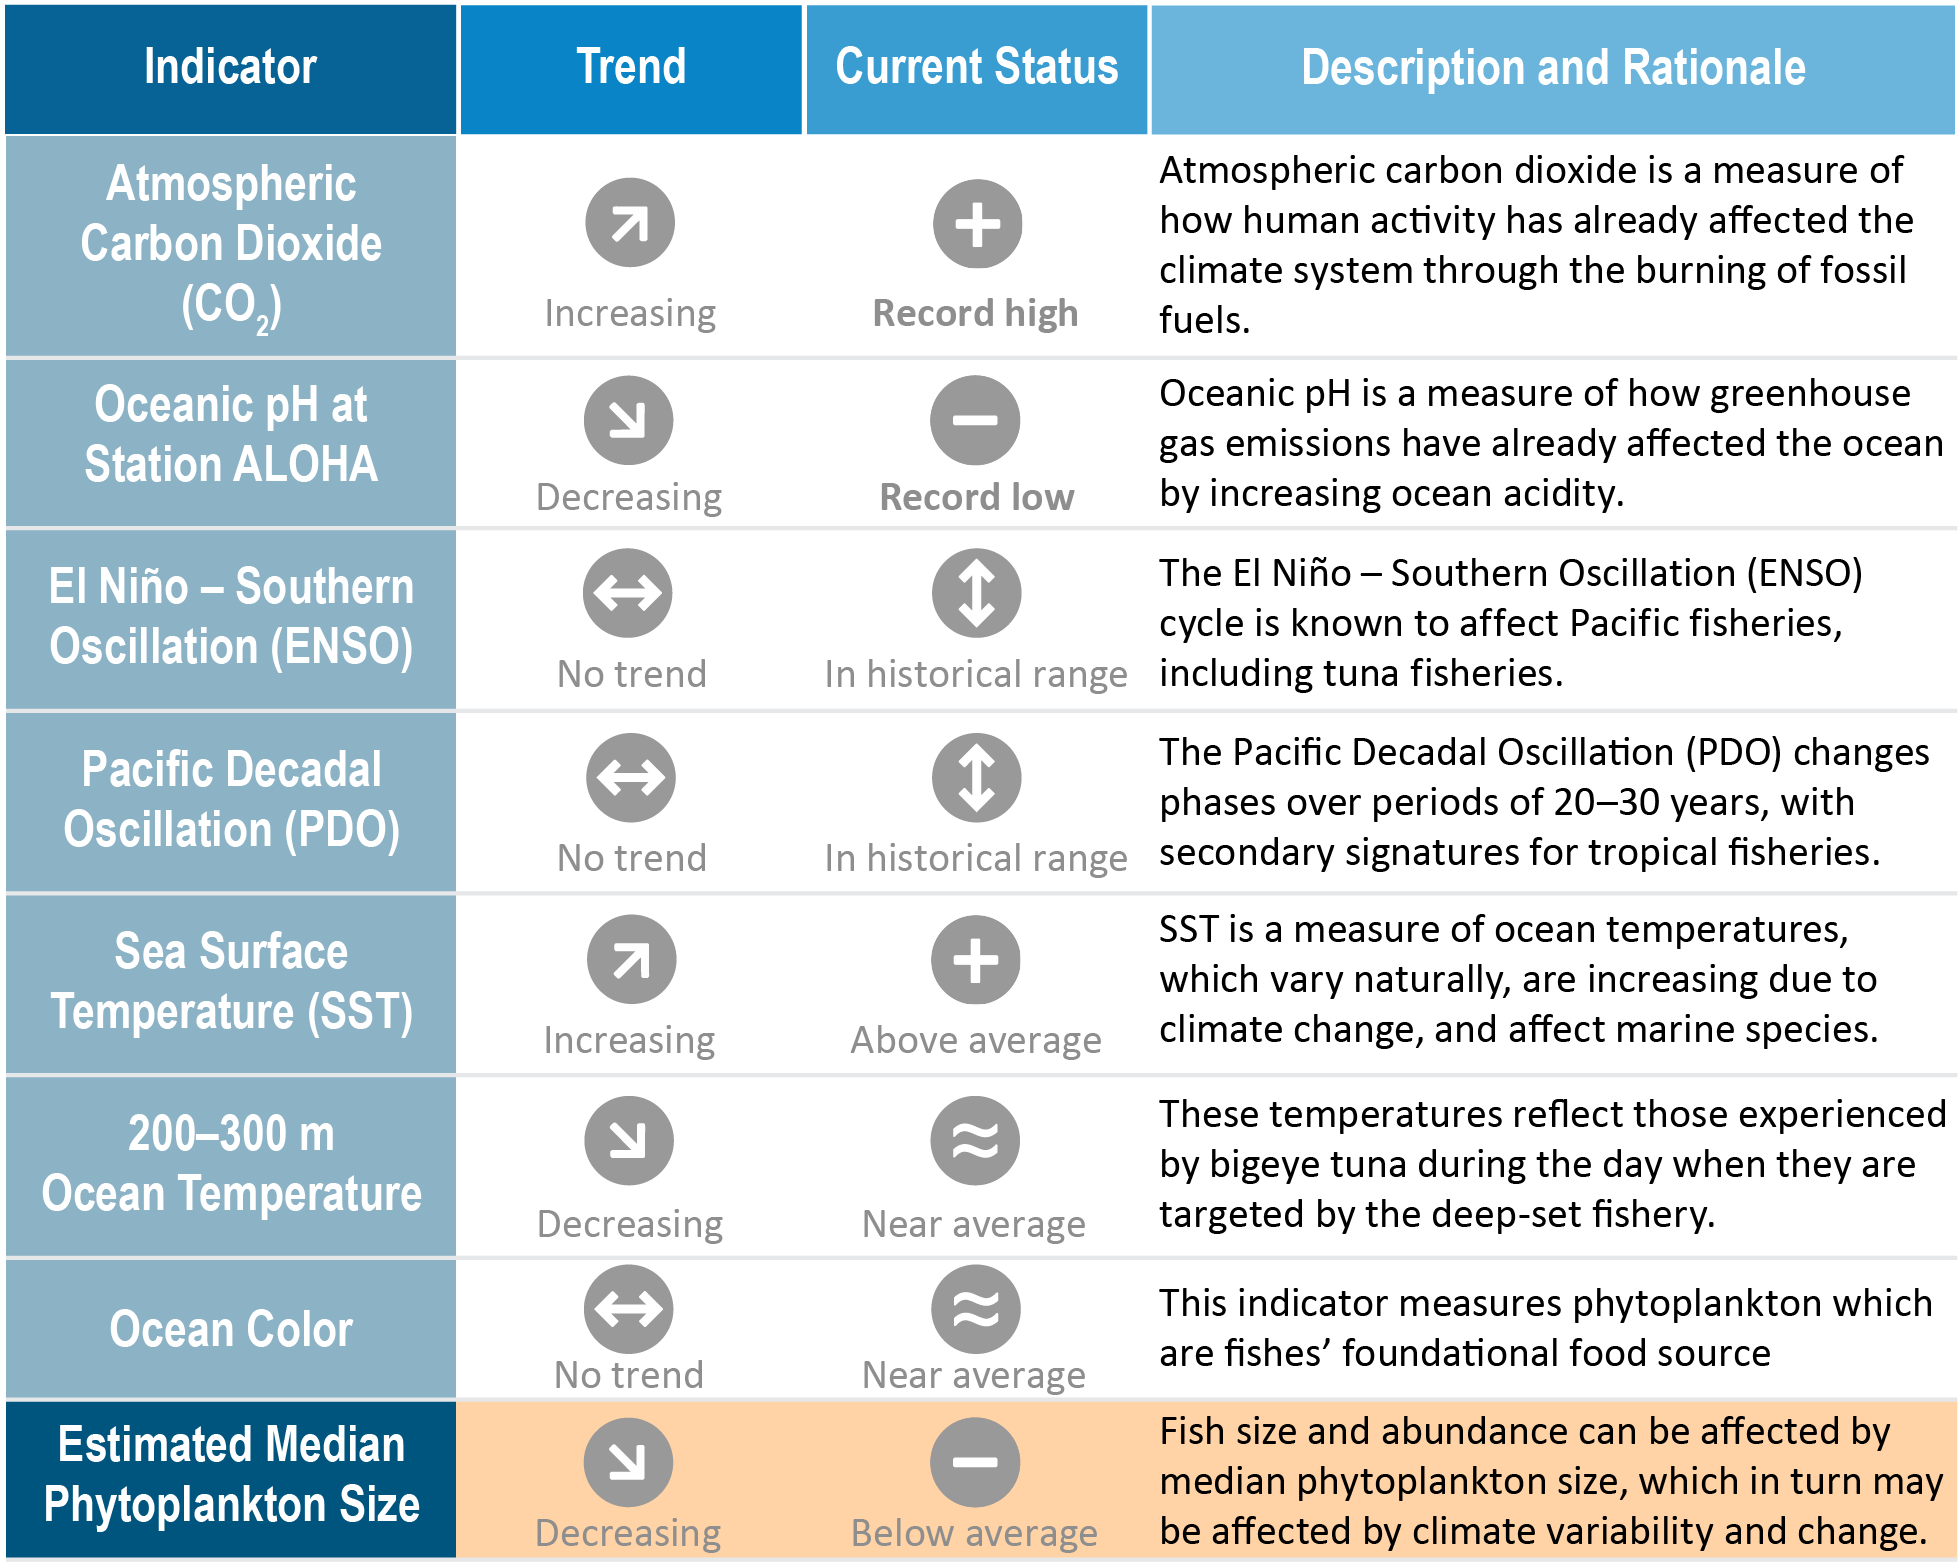 Indicator
Trend
Current Status
Description and Rationale
Atmospheric
Carbon Dioxide
(CO₂)
Increasing
Record high
Atmospheric carbon dioxide is a measure of
how human activity has already affected the
climate system through the burning of fossil
fuels.
Oceanic pH at
Station ALOHA
Decreasing
Record low
Oceanic pH is a measure of how greenhouse
gas emissions have already affected the ocean
by increasing ocean acidity.
El Niño – Southern
Oscillation (ENSO)
No trend
In historical range
The El Niño – Southern Oscillation (ENSO)
cycle is known to affect Pacific fisheries,
including tuna fisheries.
Pacific Decadal
Oscillation (PDO)
No trend
In historical range
The Pacific Decadal Oscillation (PDO) changes
phases over periods of 20–30 years, with
secondary signatures for tropical fisheries.
Sea Surface
Temperature (SST)
Increasing
Above average
SST is a measure of ocean temperatures,
which vary naturally, are increasing due to
climate change, and affect marine species.
200–300 m
Ocean Temperature
Decreasing
Near average
These temperatures reflect those experienced
by bigeye tuna during the day when they are
targeted by the deep-set fishery.
Ocean Color
No trend
Near average
This indicator measures phytoplankton which
are fishes’ foundational food source
Estimated Median
Phytoplankton Size
Decreasing
Below average
Fish size and abundance can be affected by
median phytoplankton size, which in turn may
be affected by climate variability and change.